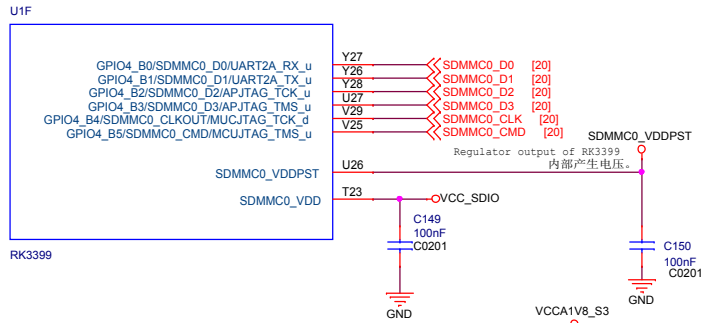 U1F
GPIO4_B0/SDMMC0_D0/UART2A_RX_u Y27 SDMMC0_D0 [20]
GPIO4_B1/SDMMC0_D1/UART2A_TX_u Y26 SDMMC0_D1 [20]
GPIO4_B2/SDMMC0_D2/APJTAG_TCK_u Y28 SDMMC0_D2 [20]
GPIO4_B3/SDMMC0_D3/APJTAG_TMS_u U27 SDMMC0_D3 [20]
GPIO4_B4/SDMMC0_CLKOUT/MUCJTAG_TCK_d V29 SDMMC0_CLK [20]
GPIO4_B5/SDMMC0_CMD/MCUJTAG_TMS_u V25 SDMMC0_CMD [20]
SDMMC0_VDDPST
Regulator output of RK3399
内部产生电压。
SDMMC0_VDDPST U26
SDMMC0_VDD T23 VCC_SDIO
C149
100nF
C0201
GND
C150
100nF
C0201
GND
RK3399
VCCA1V8_S3